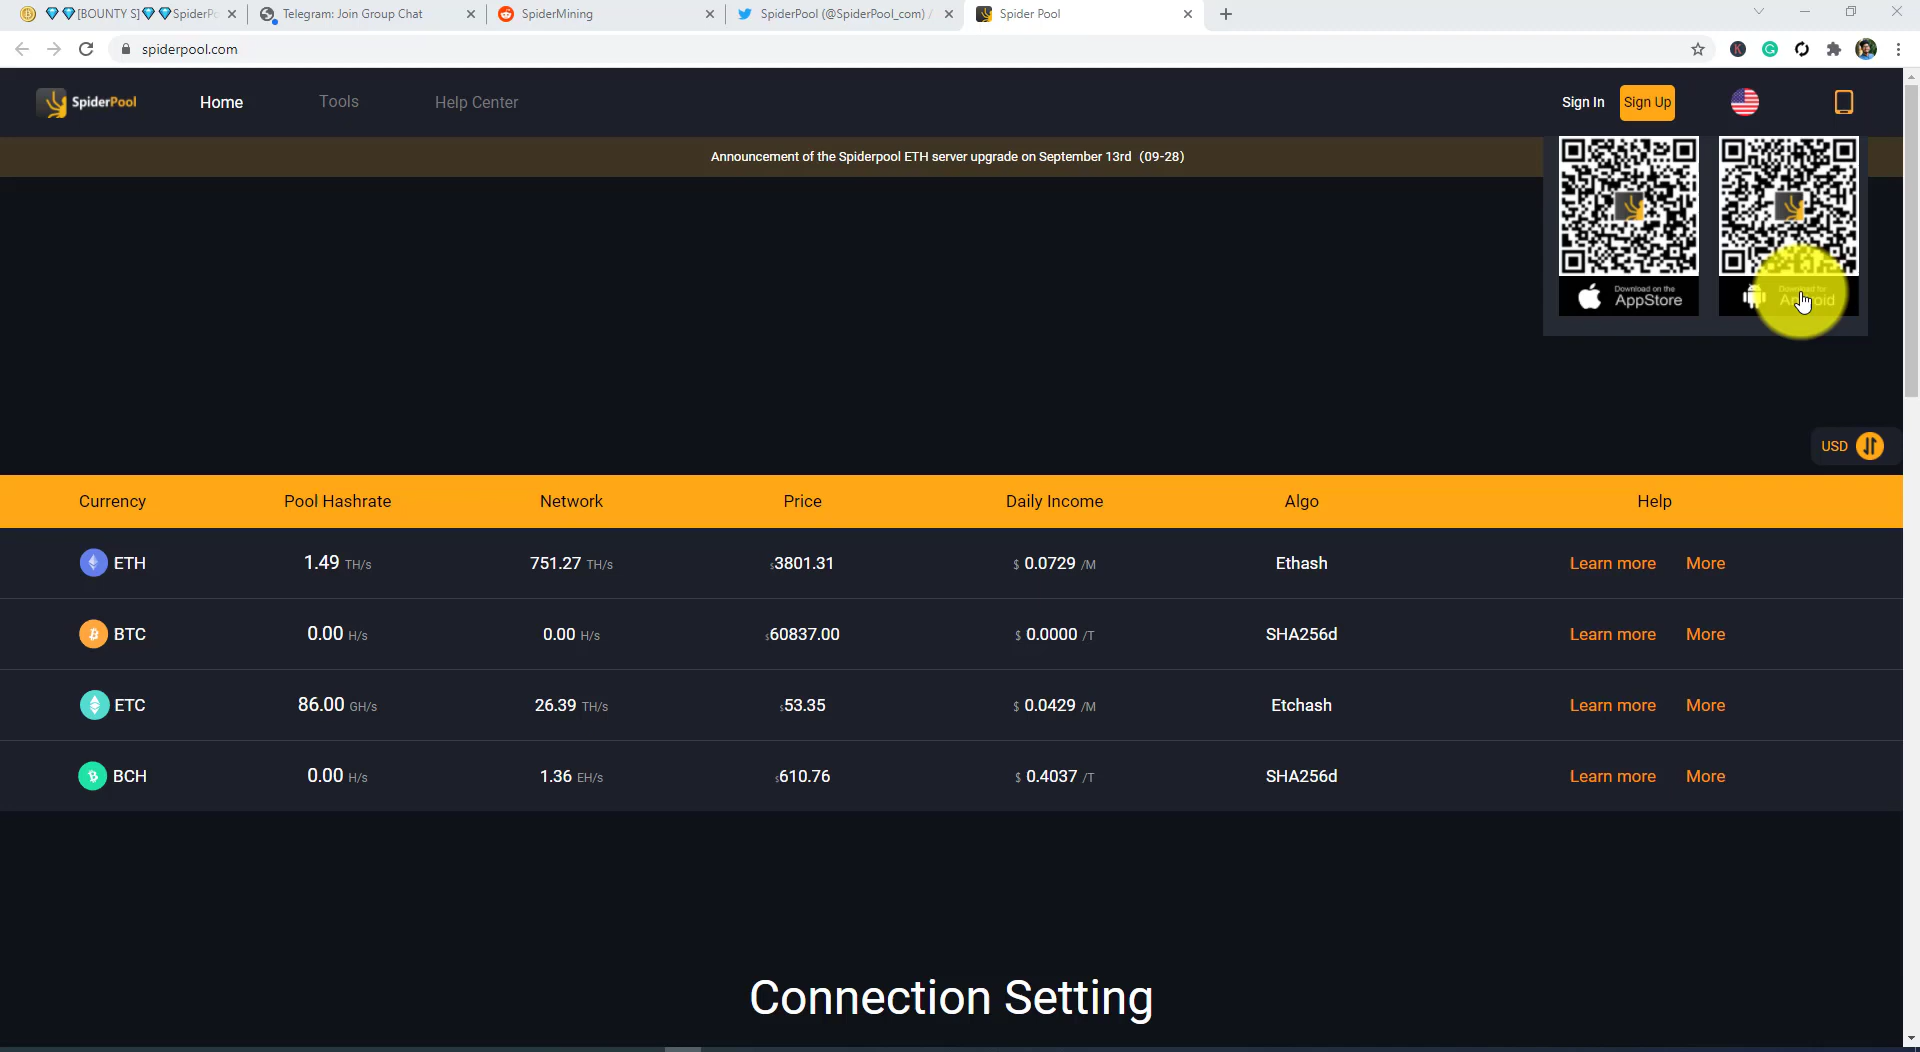 [BOUNTY S] SpiderPo
Telegram: Join Group Chat
SpiderMining
SpiderPool (@SpiderPool_com) /
Spider Pool
spiderpool.com
SpiderPool
Home
Tools
Help Center
Sign In
Sign Up
Announcement of the Spiderpool ETH server upgrade on September 13rd (09-28)
Download on the
AppStore
Download for
Android
USD
Currency Pool Hashrate Network Price Daily Income Algo Help
ETH 1.49 TH/s 751.27 TH/s $3801.31 $ 0.0729 /M Ethash Learn more More
BTC 0.00 H/s 0.00 H/s $60837.00 $ 0.0000 /T SHA256d Learn more More
ETC 86.00 GH/s 26.39 TH/s $53.35 $ 0.0429 /M Etchash Learn more More
BCH 0.00 H/s 1.36 EH/s $610.76 $ 0.4037 /T SHA256d Learn more More
Connection Setting